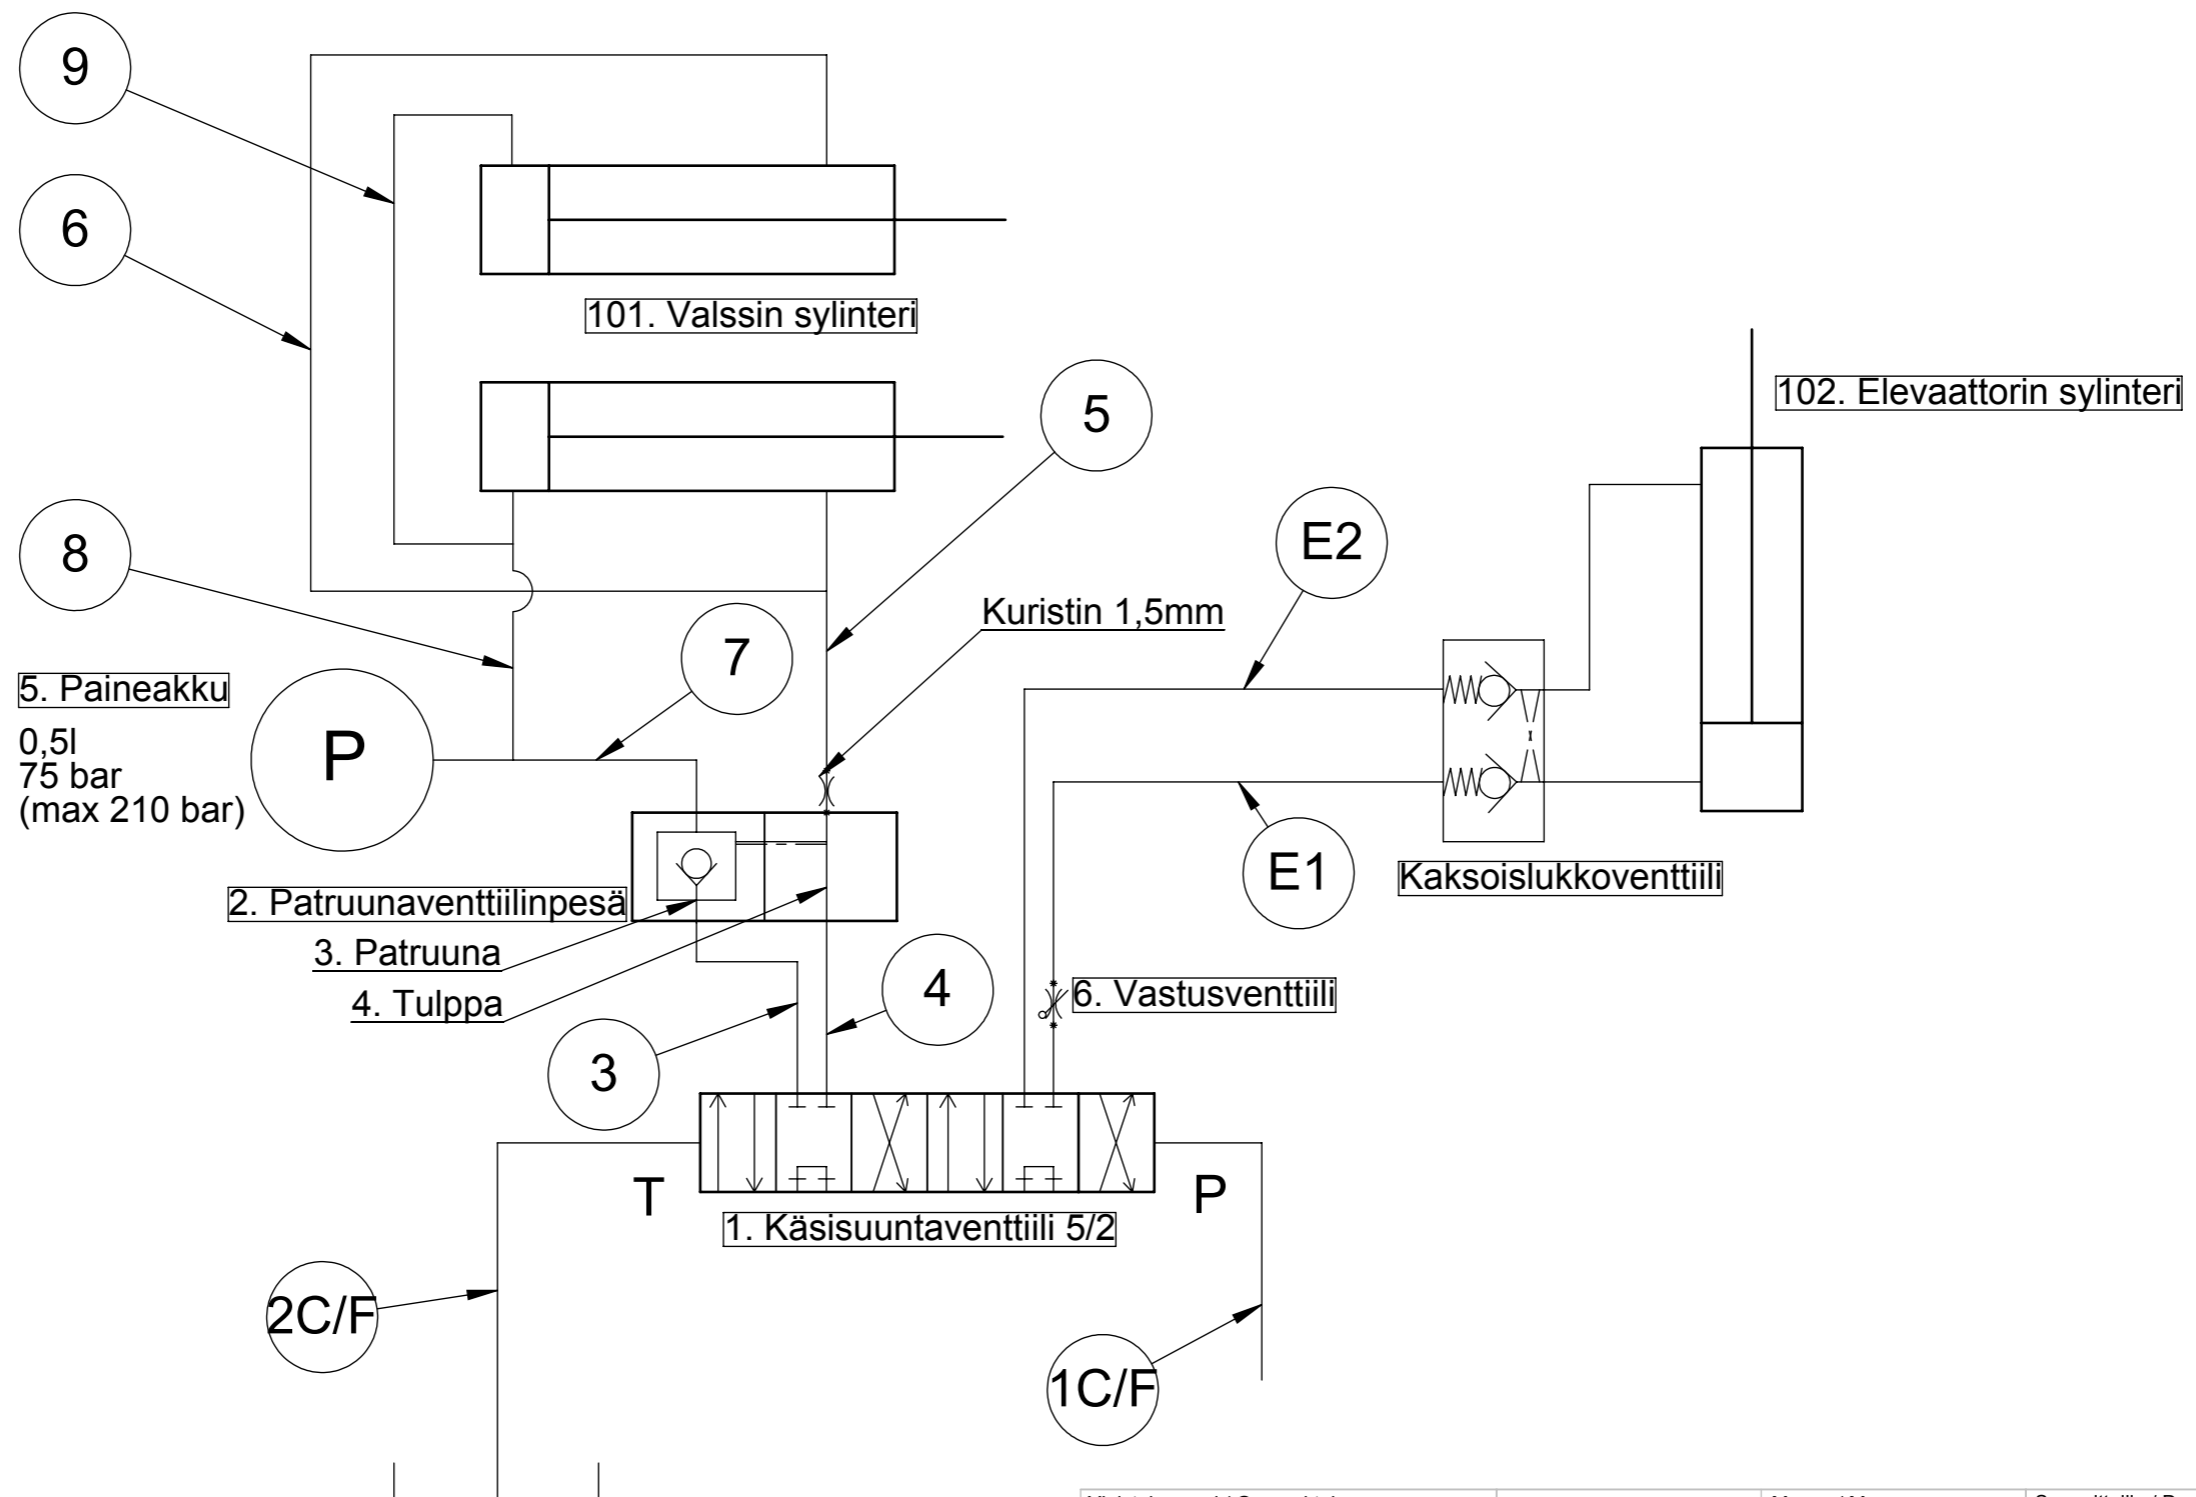 9
6
101. Valssin sylinteri
5
102. Elevaattorin sylinteri
8
E2
Kuristin 1,5mm
7
5. Paineakku
0,5l
75 bar
(max 210 bar)
P
E1
Kaksoislukkoventtiili
2. Patruunaventtiilinpesä
3. Patruuna
4. Tulppa
4
6. Vastusventtiili
3
T
P
1. Käsisuuntaventtiili 5/2
2C/F
1C/F